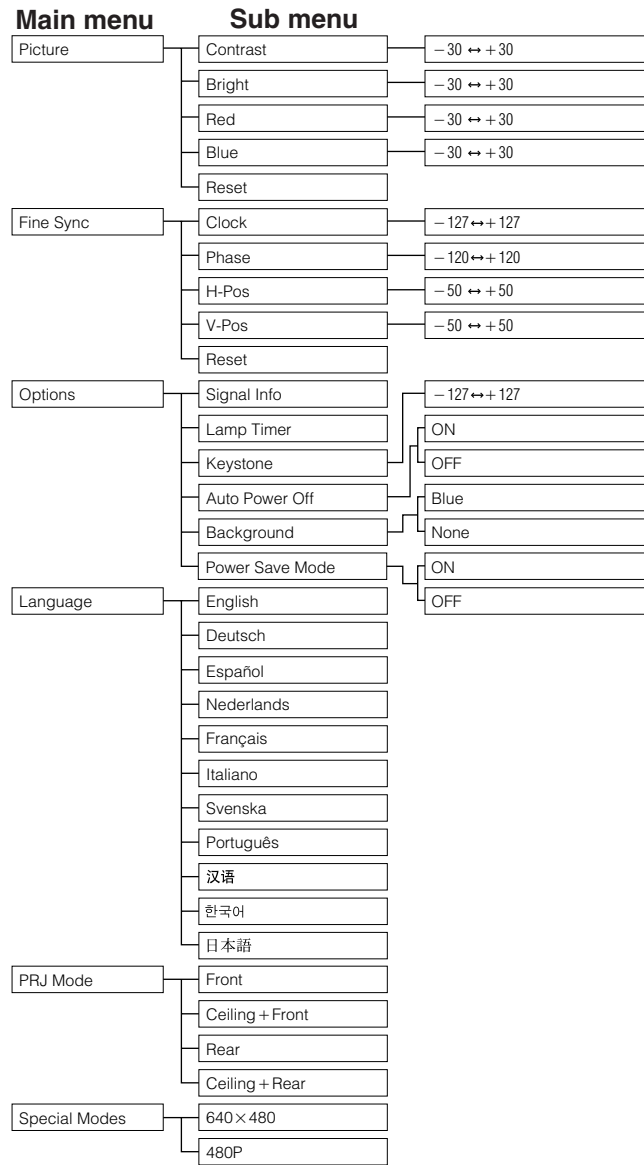 Main menu Sub menu
Picture Contrast −30 ↔ +30
Bright −30 ↔ +30
Red −30 ↔ +30
Blue −30 ↔ +30
Reset
Fine Sync Clock −127↔+127
Phase −120↔+120
H-Pos −50 ↔ +50
V-Pos −50 ↔ +50
Reset
Options Signal Info −127↔+127
Lamp Timer ON
Keystone OFF
Auto Power Off Blue
Background None
Power Save Mode ON
Language English OFF
Deutsch
Español
Nederlands
Français
Italiano
Svenska
Português
汉语
한국어
日本語
PRJ Mode Front
Ceiling+Front
Rear
Ceiling+Rear
Special Modes 640×480
480P